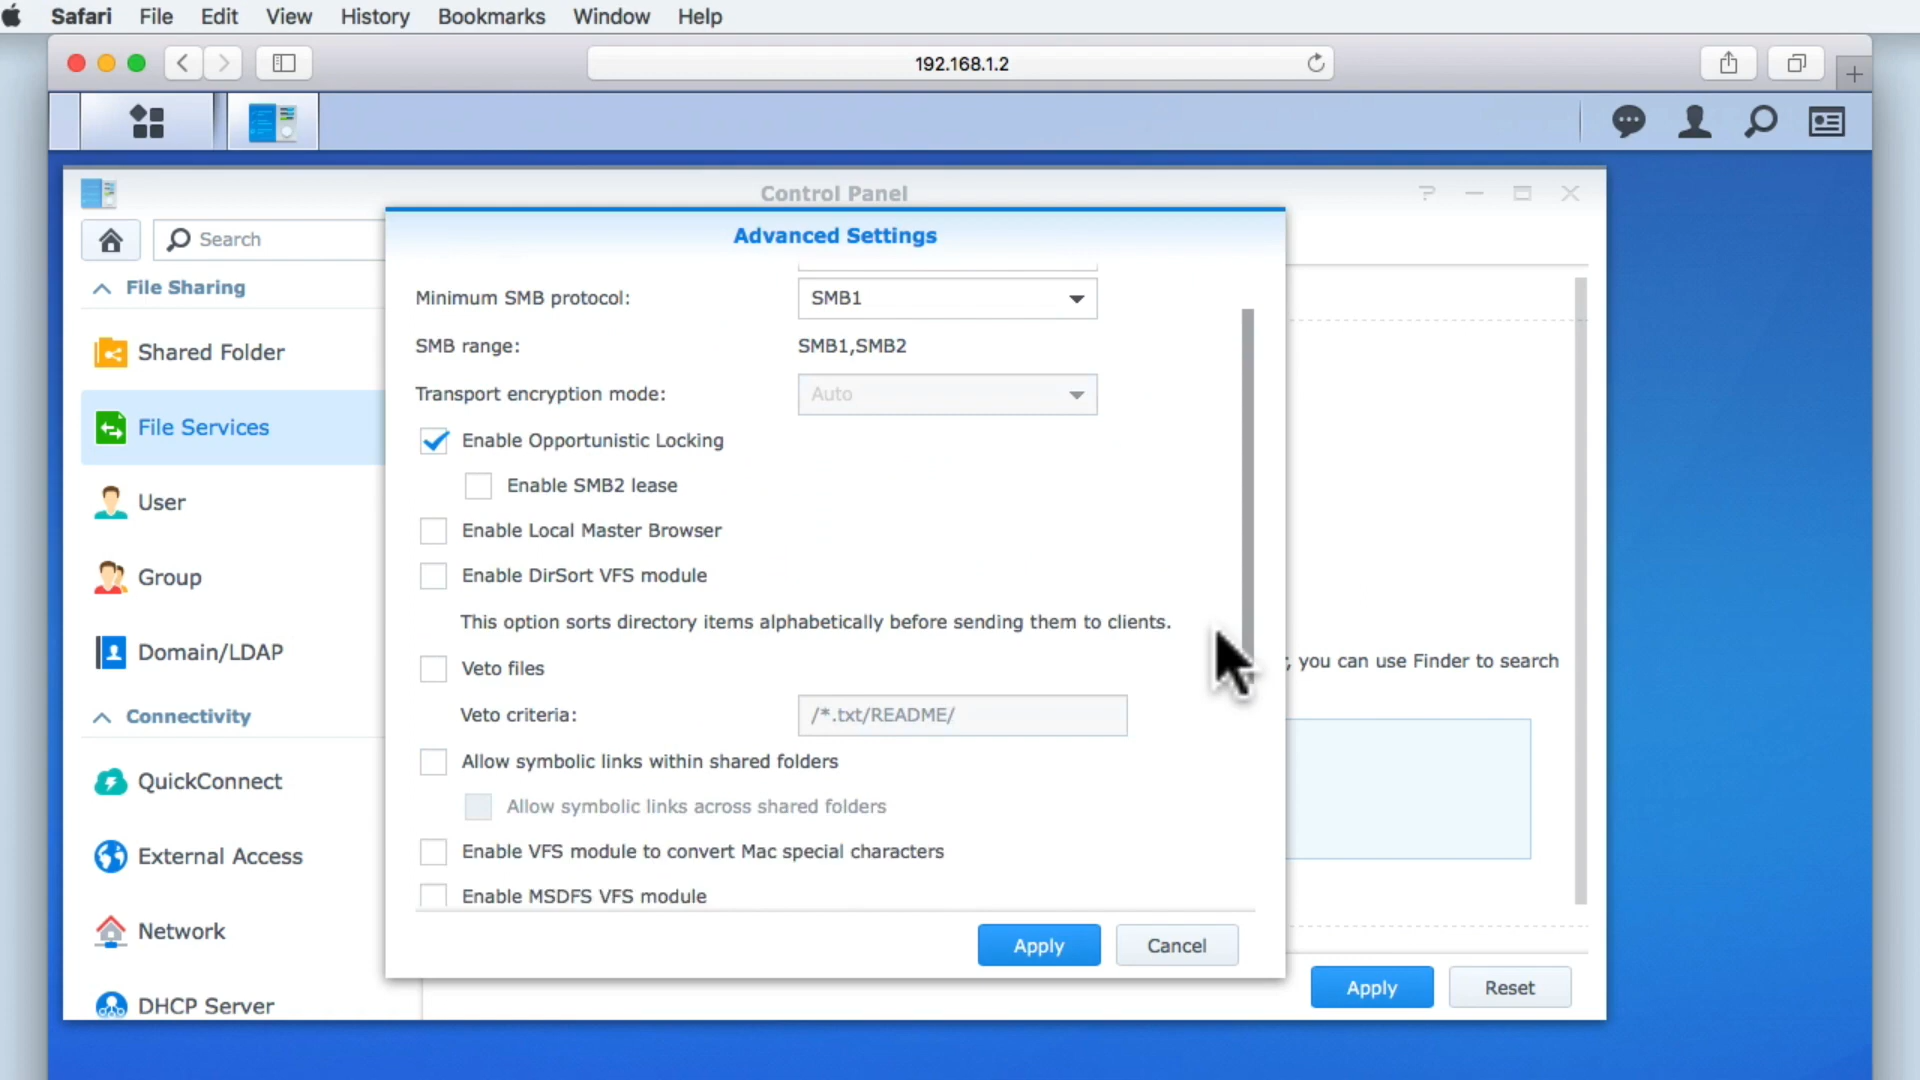 Safari File Edit View History Bookmarks Window Help
192.168.1.2
Control Panel
Search
Advanced Settings
File Sharing
Shared Folder
File Services
User
Group
Domain/LDAP
Connectivity
QuickConnect
External Access
Network
DHCP Server
Minimum SMB protocol: SMB1
SMB range: SMB1,SMB2
Transport encryption mode: Auto
Enable Opportunistic Locking
Enable SMB2 lease
Enable Local Master Browser
Enable DirSort VFS module
This option sorts directory items alphabetically before sending them to clients.
Veto files
Veto criteria: /*.txt/README/
Allow symbolic links within shared folders
Allow symbolic links across shared folders
Enable VFS module to convert Mac special characters
Enable MSDFS VFS module
Apply Cancel
, you can use Finder to search
Apply Reset